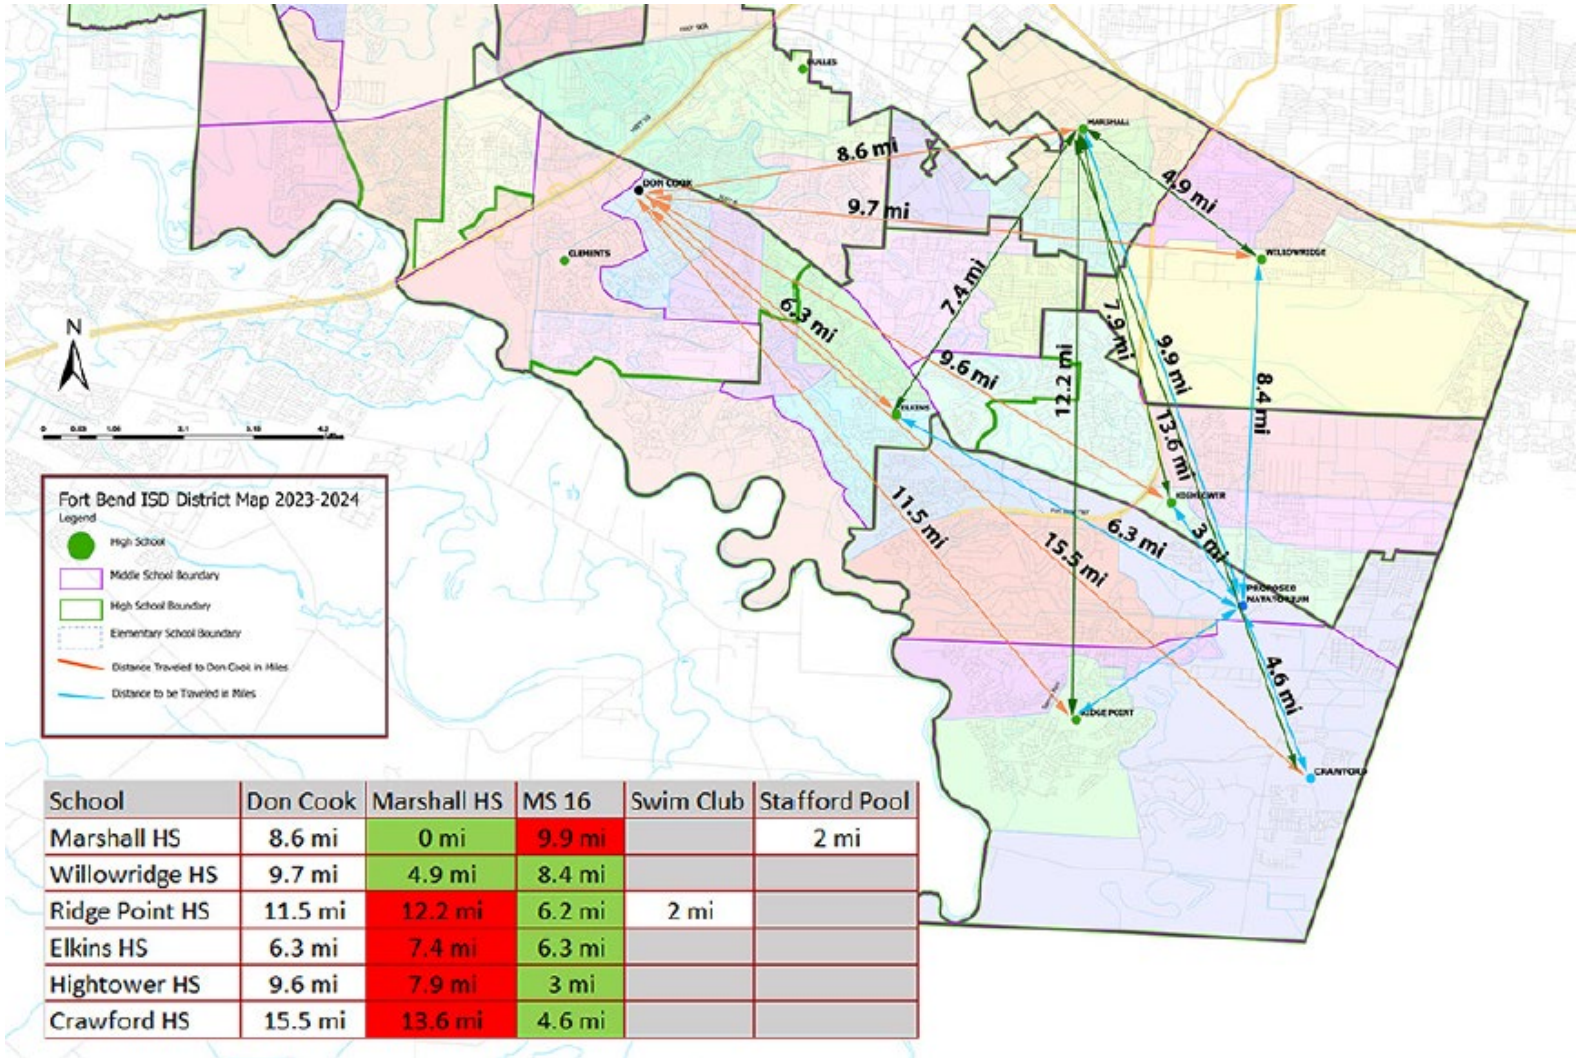 DULLES
MARSHALL
8.6 mi
4.9 mi
DON COOK
9.7 mi
CLEMENTS
WILLOWRIDGE
7.4 mi
6.3 mi
7.9 mi
9.9 mi
N
9.6 mi
12.2 mi
8.4 mi
ELKINS
13.6 mi
HIGHTOWER
11.5 mi
6.3 mi
3 mi
15.5 mi
PROPOSED
NATATORIUM
4.6 mi
RIDGE POINT
CRAWFORD
Fort Bend ISD District Map 2023-2024
Legend
High School
Middle School Boundary
High School Boundary
Elementary School Boundary
Distance Traveled to Don Cook in Miles
Distance to be Traveled in Miles
School Don Cook Marshall HS MS 16 Swim Club Stafford Pool
Marshall HS 8.6 mi 0 mi 9.9 mi 2 mi
Willowridge HS 9.7 mi 4.9 mi 8.4 mi
Ridge Point HS 11.5 mi 12.2 mi 6.2 mi 2 mi
Elkins HS 6.3 mi 7.4 mi 6.3 mi
Hightower HS 9.6 mi 7.9 mi 3 mi
Crawford HS 15.5 mi 13.6 mi 4.6 mi